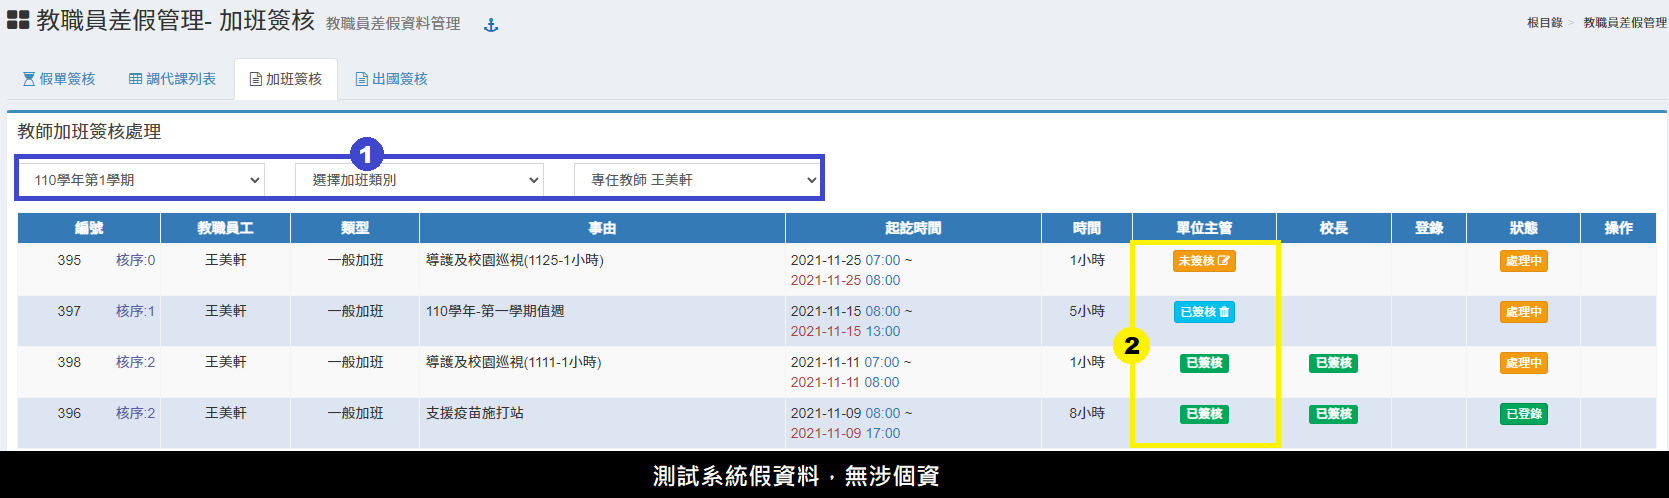 教職員差假管理- 加班簽核 教職員差假資料管理
根目錄 > 教職員差假管理
假單簽核 調代課列表 加班簽核 出國簽核
教師加班簽核處理
1
110學年第1學期 選擇加班類別 專任教師 王美軒
編號 教職員工 類型 事由 起訖時間 時間 單位主管 校長 登錄 狀態 操作
395 核序:0 王美軒 一般加班 導護及校園巡視(1125-1小時) 2021-11-25 07:00 ~ 1小時 未簽核 處理中
2021-11-25 08:00
397 核序:1 王美軒 一般加班 110學年-第一學期值週 2021-11-15 08:00 ~ 5小時 已簽核 處理中
2021-11-15 13:00
2
398 核序:2 王美軒 一般加班 導護及校園巡視(1111-1小時) 2021-11-11 07:00 ~ 1小時 已簽核 已簽核 處理中
2021-11-11 08:00
396 核序:2 王美軒 一般加班 支援疫苗施打站 2021-11-09 08:00 ~ 8小時 已簽核 已簽核 已登錄
2021-11-09 17:00
測試系統假資料，無涉個資